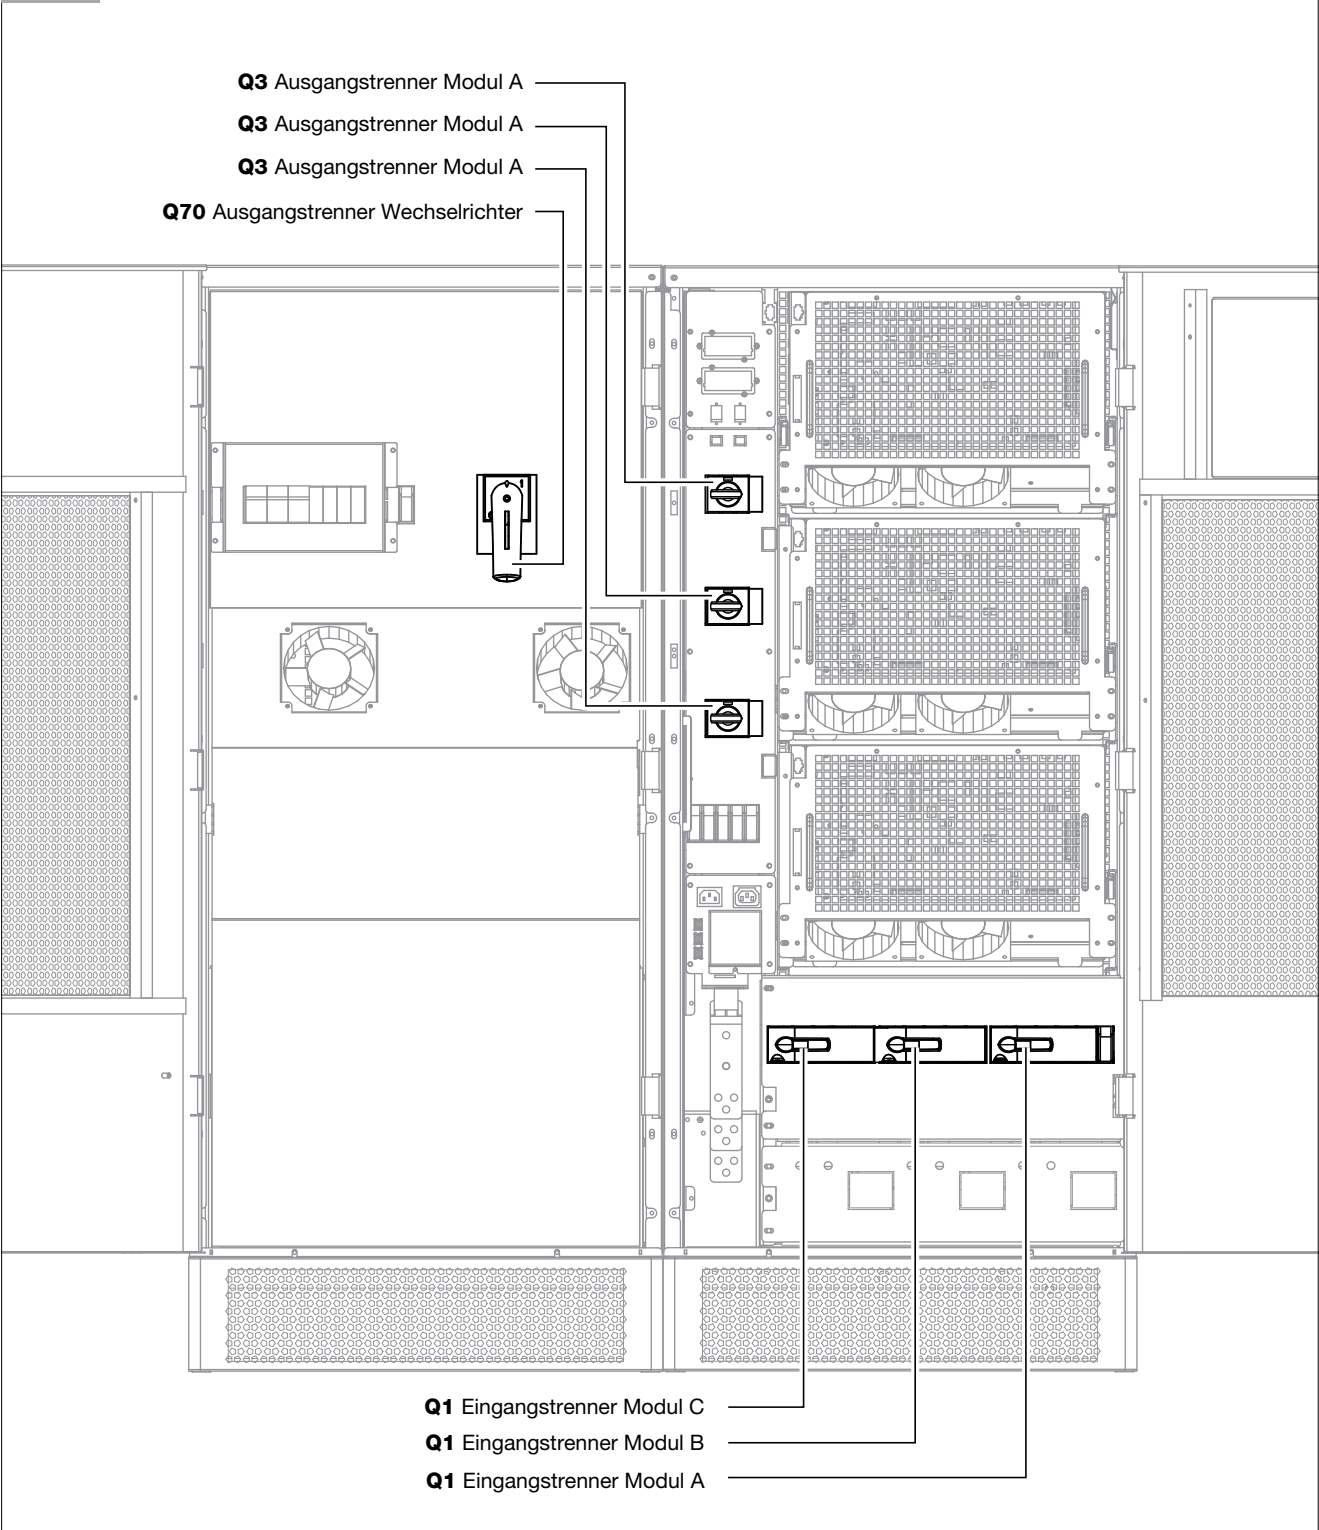 Q3 Ausgangstrenner Modul A
Q3 Ausgangstrenner Modul A
Q3 Ausgangstrenner Modul A
Q70 Ausgangstrenner Wechselrichter
Q1 Eingangstrenner Modul C
Q1 Eingangstrenner Modul B
Q1 Eingangstrenner Modul A